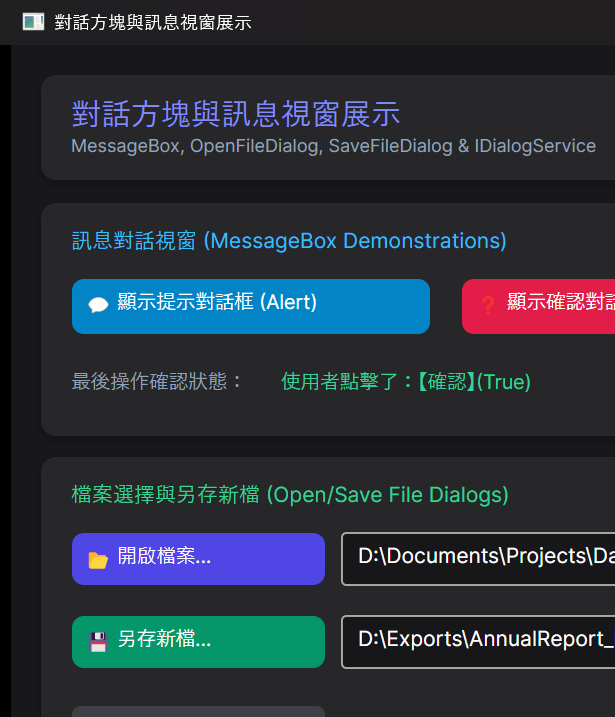 對話方塊與訊息視窗展示
對話方塊與訊息視窗展示
MessageBox, OpenFileDialog, SaveFileDialog & IDialogService
訊息對話視窗 (MessageBox Demonstrations)
顯示提示對話框 (Alert)
顯示確認對話
最後操作確認狀態：
使用者點擊了：【確認】(True)
檔案選擇與另存新檔 (Open/Save File Dialogs)
開啟檔案...
D:\Documents\Projects\Da
另存新檔...
D:\Exports\AnnualReport_